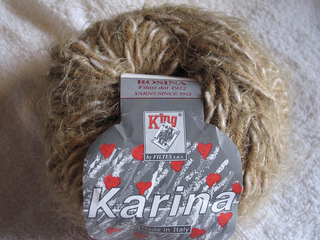 ROSINA
Filati dal 1922
YARNS SINCE 1922
King
by FILTES s.n.l.
Karina
Made in Italy